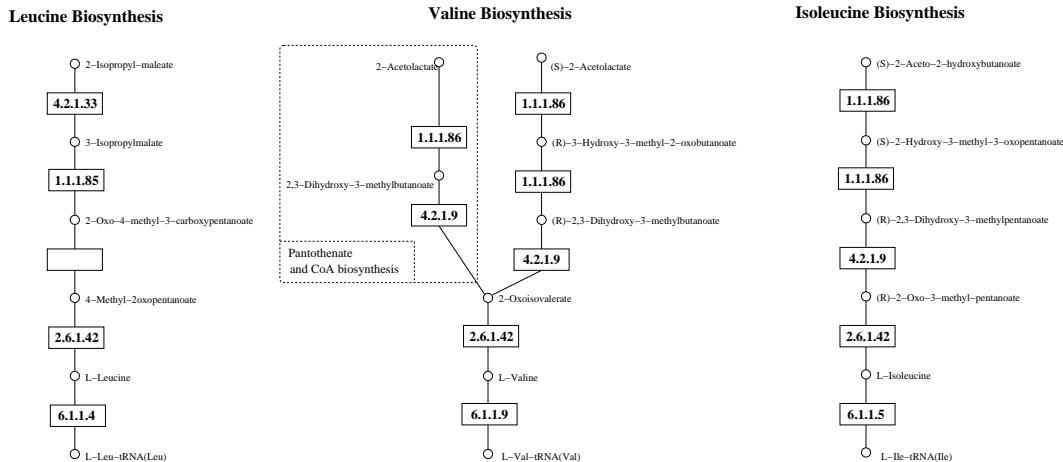 Leucine Biosynthesis
2−Isopropyl−maleate
4.2.1.33
3−Isopropylmalate
1.1.1.85
2−Oxo−4−methyl−3−carboxypentanoate
4−Methyl−2oxopentanoate
2.6.1.42
L−Leucine
6.1.1.4
L−Leu−tRNA(Leu)
Valine Biosynthesis
2−Acetolactate
1.1.1.86
2,3−Dihydroxy−3−methylbutanoate
4.2.1.9
Pantothenate
and CoA biosynthesis
(S)−2−Acetolactate
1.1.1.86
(R)−3−Hydroxy−3−methyl−2−oxobutanoate
1.1.1.86
(R)−2,3−Dihydroxy−3−methylbutanoate
4.2.1.9
2−Oxoisovalerate
2.6.1.42
L−Valine
6.1.1.9
L−Val−tRNA(Val)
Isoleucine Biosynthesis
(S)−2−Aceto−2−hydroxybutanoate
1.1.1.86
(S)−2−Hydroxy−3−methyl−3−oxopentanoate
1.1.1.86
(R)−2,3−Dihydroxy−3−methylpentanoate
4.2.1.9
(R)−2−Oxo−3−methyl−pentanoate
2.6.1.42
L−Isoleucine
6.1.1.5
L−Ile−tRNA(Ile)